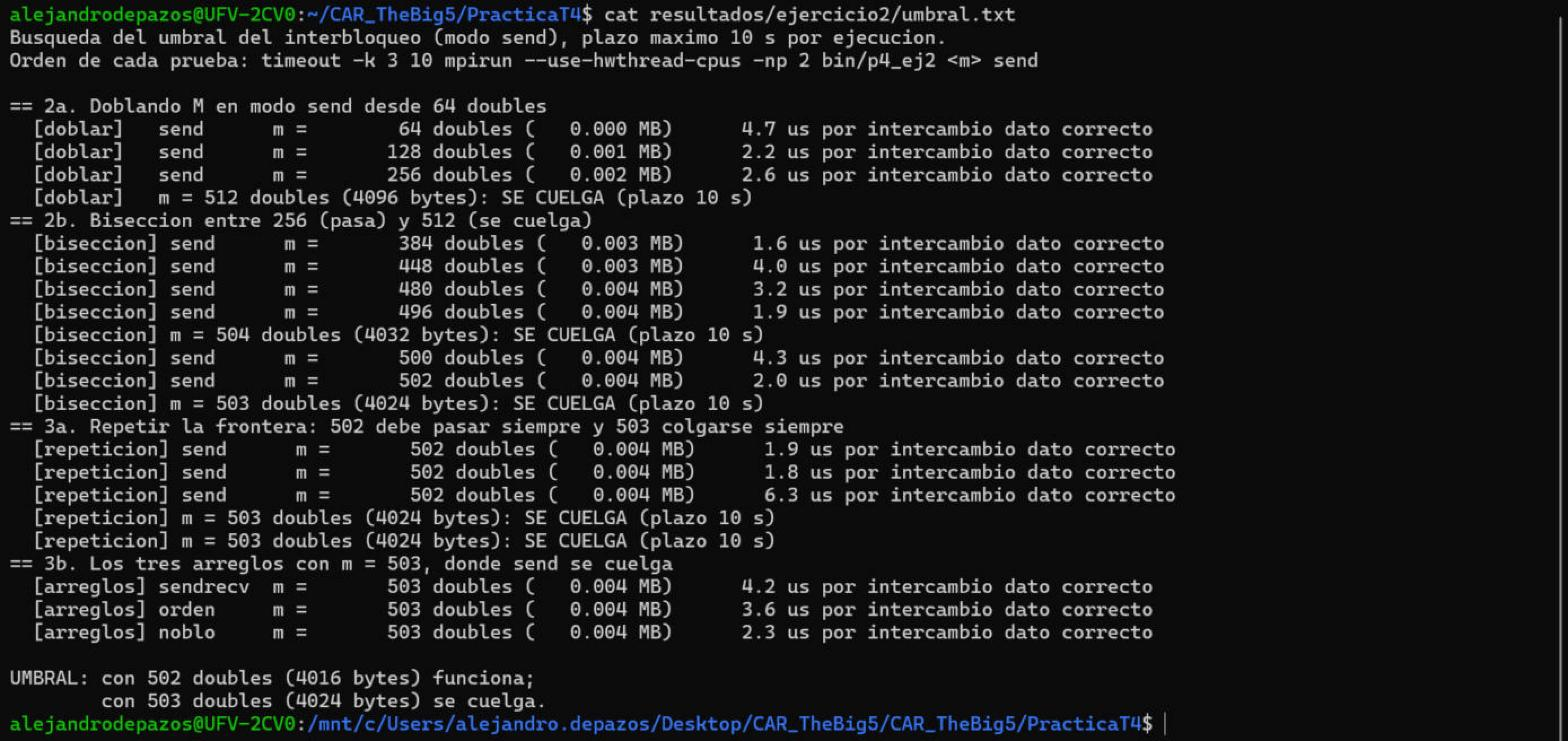 alejandrodepazos@UFV-2CV0:~/CAR_TheBig5/PracticaT4$ cat resultados/ejercicio2/umbral.txt
Busqueda del umbral del interbloqueo (modo send), plazo maximo 10 s por ejecucion.
Orden de cada prueba: timeout -k 3 10 mpirun --use-hwthread-cpus -np 2 bin/p4_ej2 <m> send

== 2a. Doblando M en modo send desde 64 doubles
  [doblar]   send      m =        64 doubles (   0.000 MB)      4.7 us por intercambio dato correcto
  [doblar]   send      m =       128 doubles (   0.001 MB)      2.2 us por intercambio dato correcto
  [doblar]   send      m =       256 doubles (   0.002 MB)      2.6 us por intercambio dato correcto
  [doblar]   m = 512 doubles (4096 bytes): SE CUELGA (plazo 10 s)
== 2b. Biseccion entre 256 (pasa) y 512 (se cuelga)
  [biseccion] send      m =       384 doubles (   0.003 MB)      1.6 us por intercambio dato correcto
  [biseccion] send      m =       448 doubles (   0.003 MB)      4.0 us por intercambio dato correcto
  [biseccion] send      m =       480 doubles (   0.004 MB)      3.2 us por intercambio dato correcto
  [biseccion] send      m =       496 doubles (   0.004 MB)      1.9 us por intercambio dato correcto
  [biseccion] m = 504 doubles (4032 bytes): SE CUELGA (plazo 10 s)
  [biseccion] send      m =       500 doubles (   0.004 MB)      4.3 us por intercambio dato correcto
  [biseccion] send      m =       502 doubles (   0.004 MB)      2.0 us por intercambio dato correcto
  [biseccion] m = 503 doubles (4024 bytes): SE CUELGA (plazo 10 s)
== 3a. Repetir la frontera: 502 debe pasar siempre y 503 colgarse siempre
  [repeticion] send      m =       502 doubles (   0.004 MB)      1.9 us por intercambio dato correcto
  [repeticion] send      m =       502 doubles (   0.004 MB)      1.8 us por intercambio dato correcto
  [repeticion] send      m =       502 doubles (   0.004 MB)      6.3 us por intercambio dato correcto
  [repeticion] m = 503 doubles (4024 bytes): SE CUELGA (plazo 10 s)
  [repeticion] m = 503 doubles (4024 bytes): SE CUELGA (plazo 10 s)
== 3b. Los tres arreglos con m = 503, donde send se cuelga
  [arreglos] sendrecv  m =       503 doubles (   0.004 MB)      4.2 us por intercambio dato correcto
  [arreglos] orden     m =       503 doubles (   0.004 MB)      3.6 us por intercambio dato correcto
  [arreglos] noblo     m =       503 doubles (   0.004 MB)      2.3 us por intercambio dato correcto

UMBRAL: con 502 doubles (4016 bytes) funciona;
        con 503 doubles (4024 bytes) se cuelga.
alejandrodepazos@UFV-2CV0:/mnt/c/Users/alejandro.depazos/Desktop/CAR_TheBig5/CAR_TheBig5/PracticaT4$